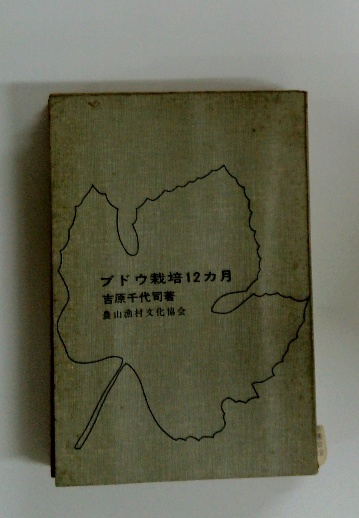 ブドウ栽培12カ月
吉原千代司著
農山漁村文化協会